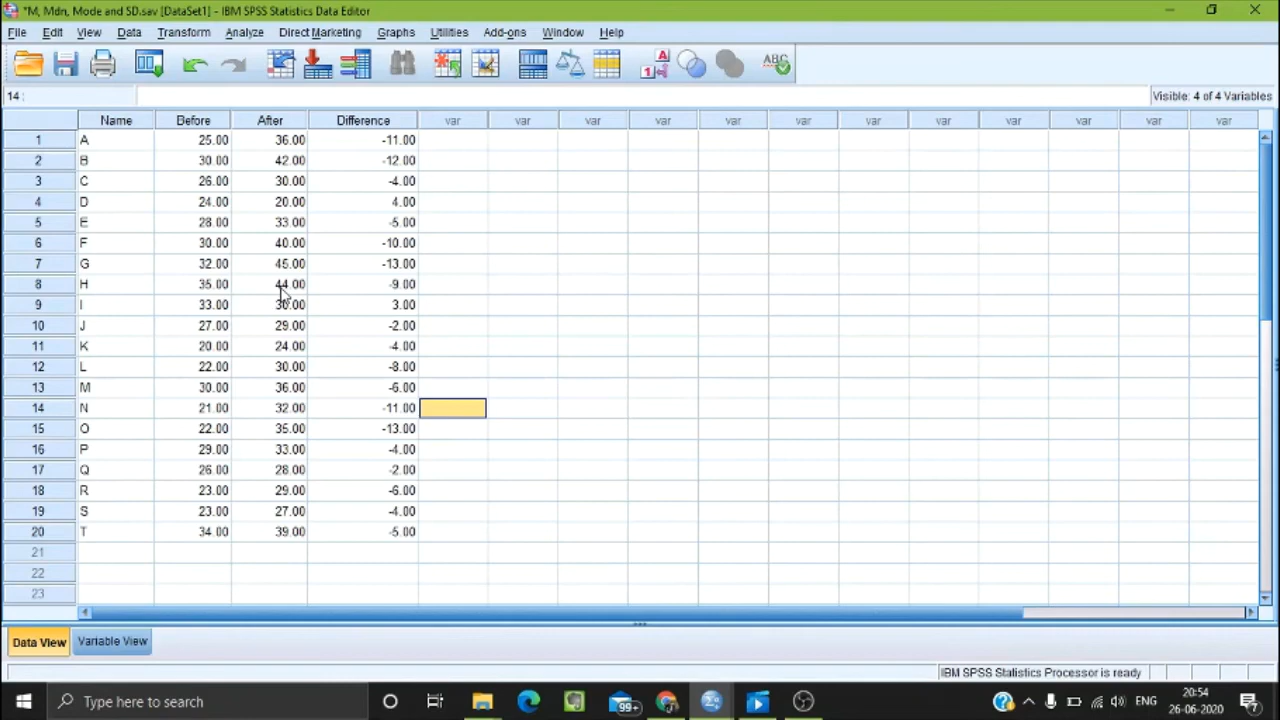 *M, Mdn, Mode and SD.sav [DataSet1] - IBM SPSS Statistics Data Editor
File Edit View Data Transform Analyze Direct Marketing Graphs Utilities Add-ons Window Help
A
1
ABC
14 : Visible: 4 of 4 Variables
Name Before After Difference var var var var var var var var var var var var
1 A 25.00 36.00 -11.00
2 B 30.00 42.00 -12.00
3 C 26.00 30.00 -4.00
4 D 24.00 20.00 4.00
5 E 28.00 33.00 -5.00
6 F 30.00 40.00 -10.00
7 G 32.00 45.00 -13.00
8 H 35.00 44.00 -9.00
9 I 33.00 30.00 3.00
10 J 27.00 29.00 -2.00
11 K 20.00 24.00 -4.00
12 L 22.00 30.00 -8.00
13 M 30.00 36.00 -6.00
14 N 21.00 32.00 -11.00
15 O 22.00 35.00 -13.00
16 P 29.00 33.00 -4.00
17 Q 26.00 28.00 -2.00
18 R 23.00 29.00 -6.00
19 S 23.00 27.00 -4.00
20 T 34.00 39.00 -5.00
21
22
23
Data View Variable View
IBM SPSS Statistics Processor is ready
Type here to search 99+ ENG 20:54
26-06-2020 7